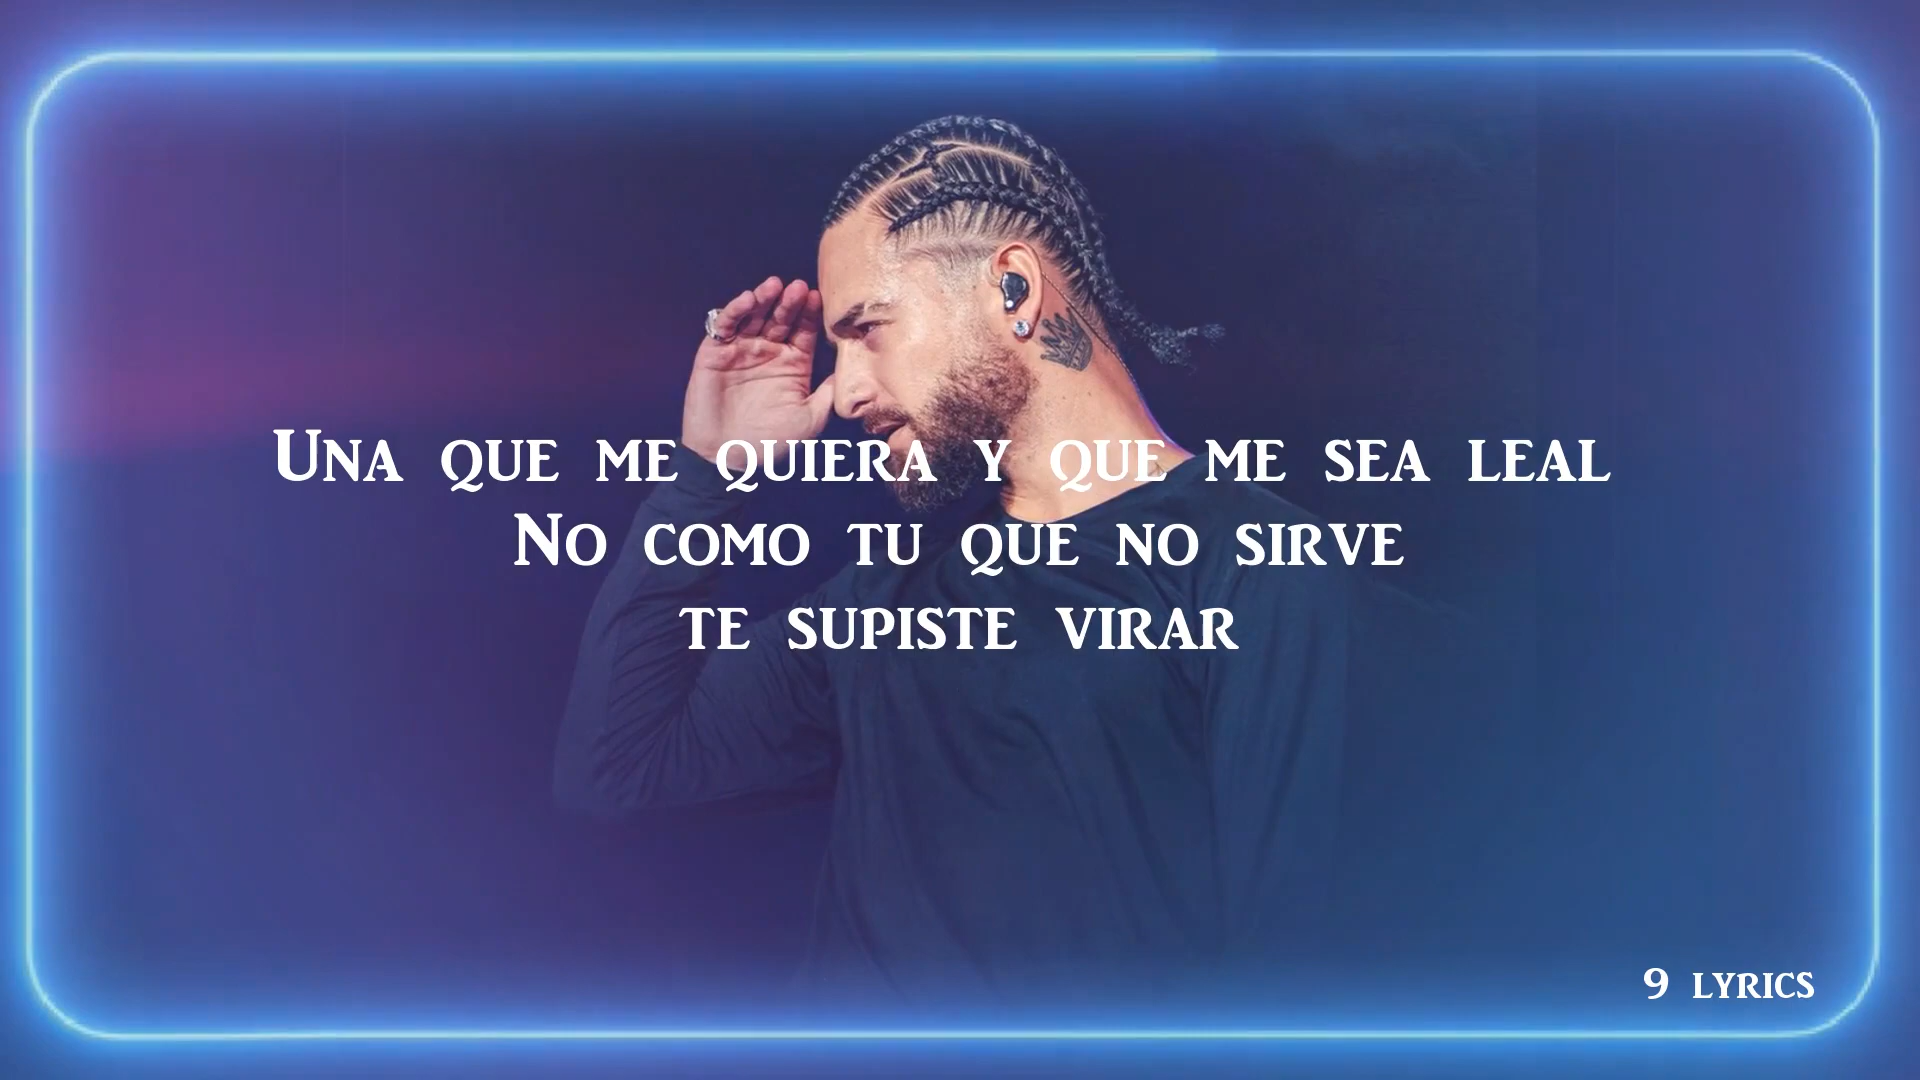 Una que me quiera y que me sea leal
No como tu que no sirve
te supiste virar
9 lyrics